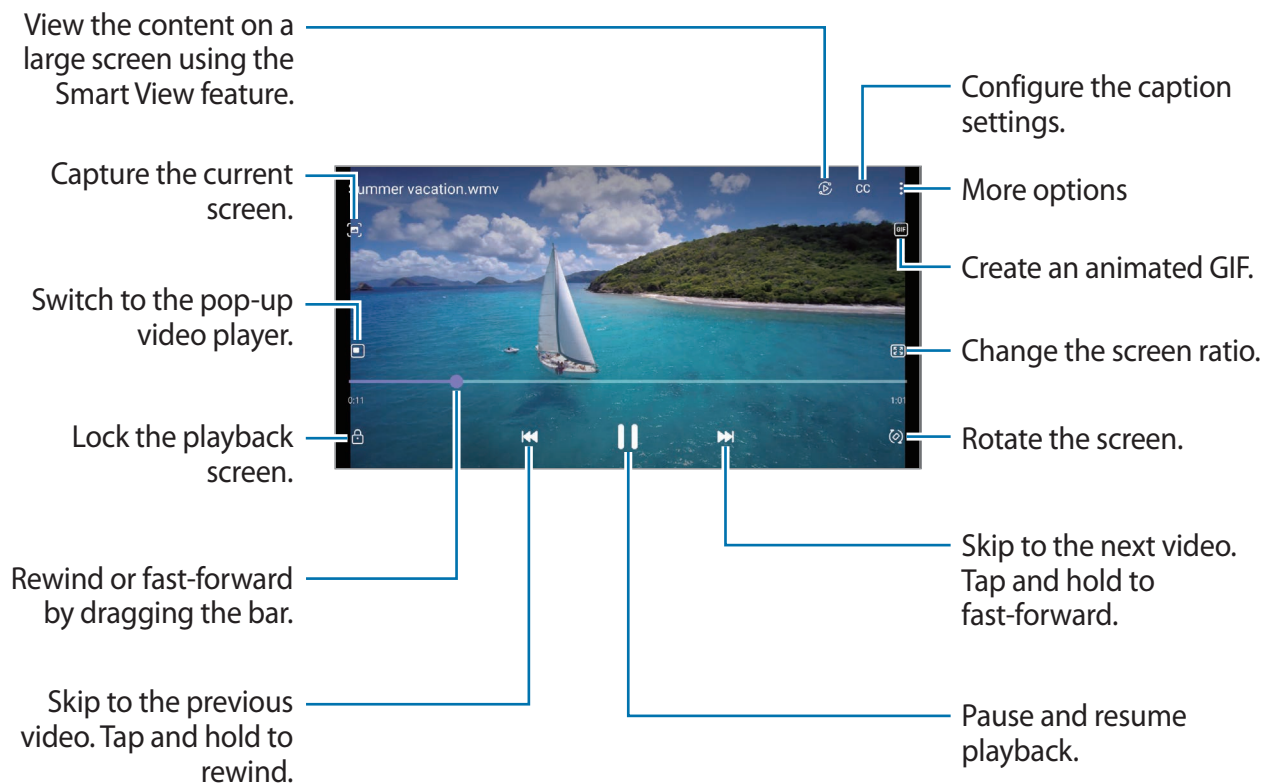 View the content on a
large screen using the
Smart View feature.
Configure the caption
settings.
Capture the current
screen.
More options
Summer vacation.wmv
CC
GIF
Create an animated GIF.
Switch to the pop-up
video player.
Change the screen ratio.
0:11
1:01
Lock the playback
screen.
Rotate the screen.
Skip to the next video.
Tap and hold to
fast-forward.
Rewind or fast-forward
by dragging the bar.
Skip to the previous
video. Tap and hold to
rewind.
Pause and resume
playback.